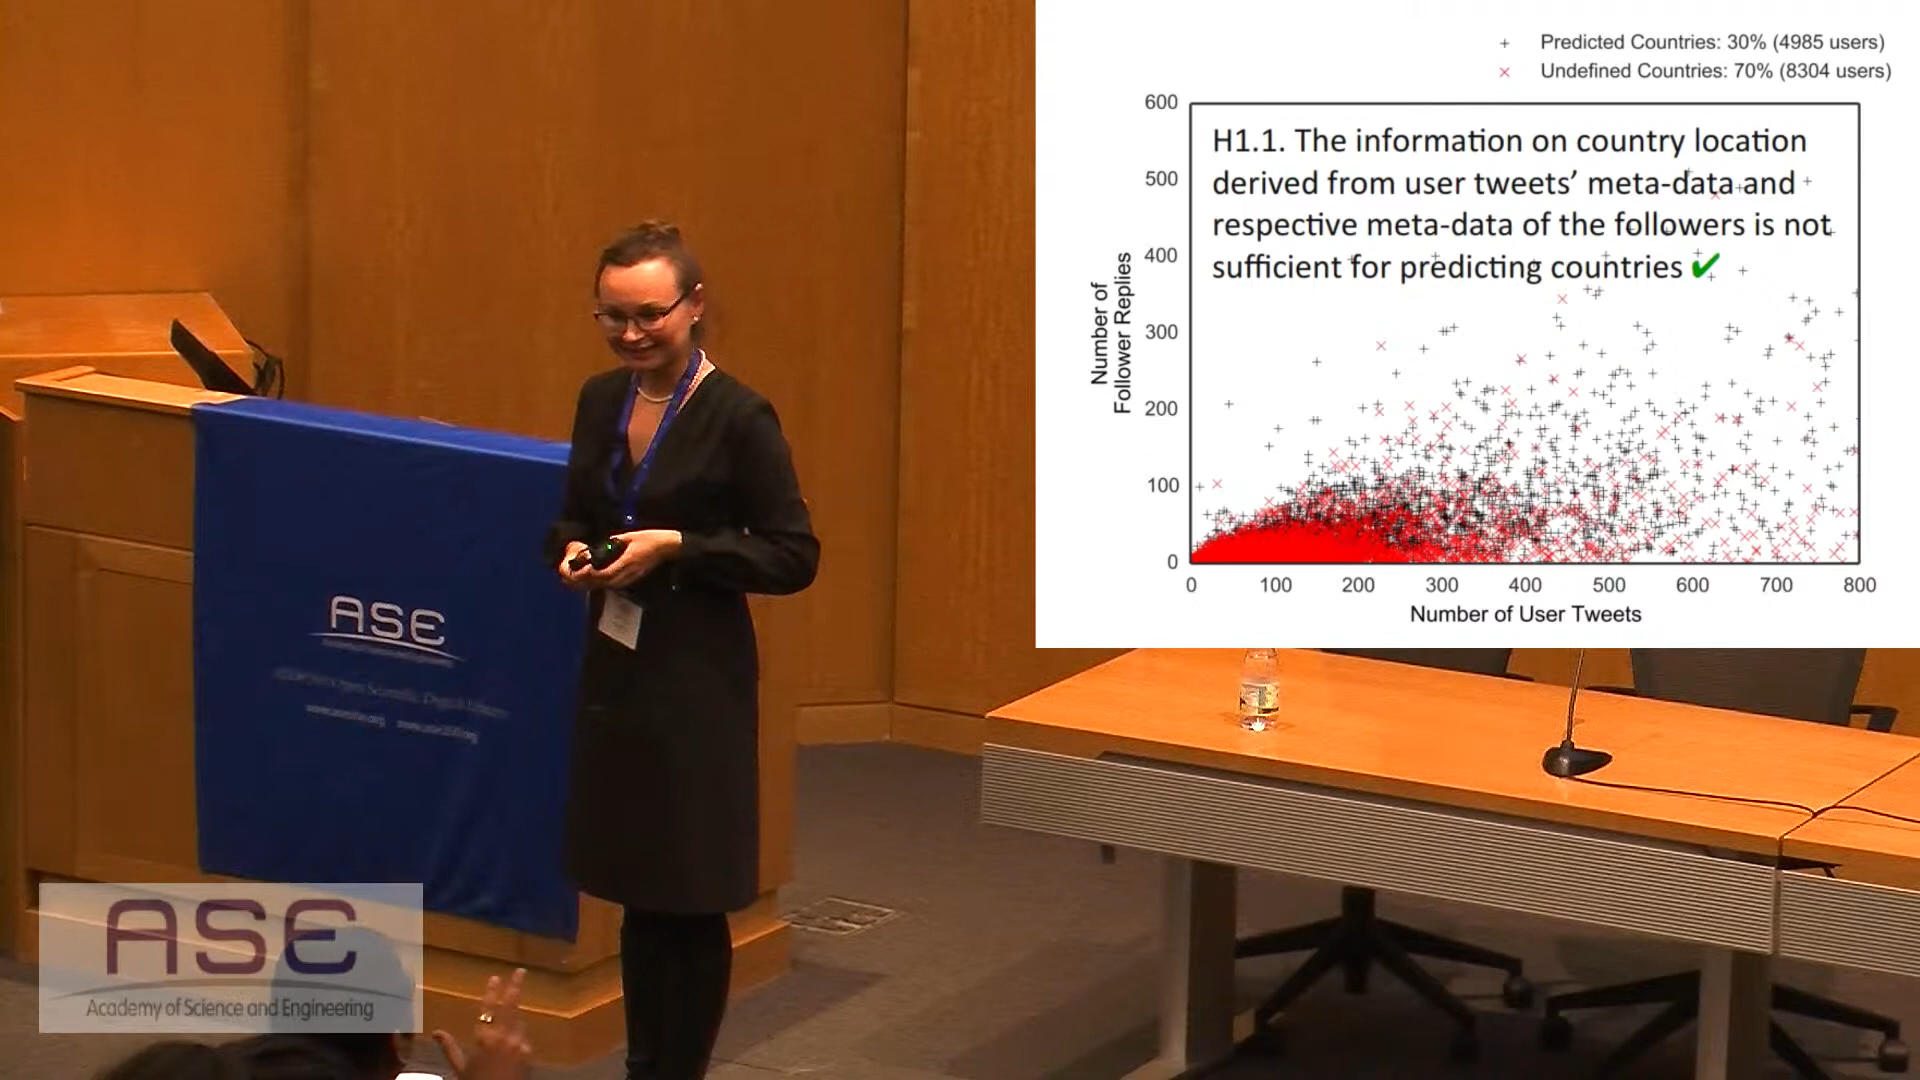 Predicted Countries: 30% (4985 users)
Undefined Countries: 70% (8304 users)
600
500
400
300
200
100
0
H1.1. The information on country location
derived from user tweets’ meta-data and
respective meta-data of the followers is not
sufficient for predicting countries ✔
Number of
Follower Replies
0 100 200 300 400 500 600 700 800
Number of User Tweets
ASE
ASE
Academy of Science and Engineering